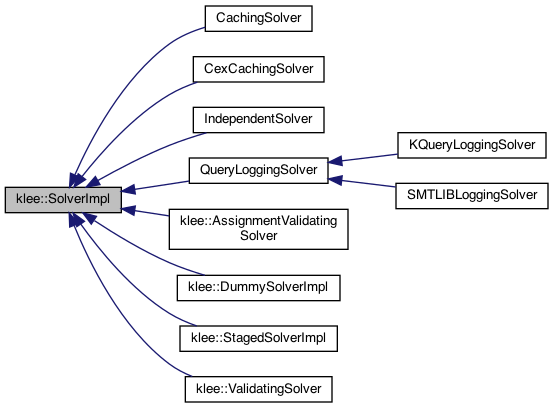 CachingSolver
CexCachingSolver
IndependentSolver
KQueryLoggingSolver
QueryLoggingSolver
SMTLIBLoggingSolver
klee::SolverImpl
klee::AssignmentValidating
Solver
klee::DummySolverImpl
klee::StagedSolverImpl
klee::ValidatingSolver